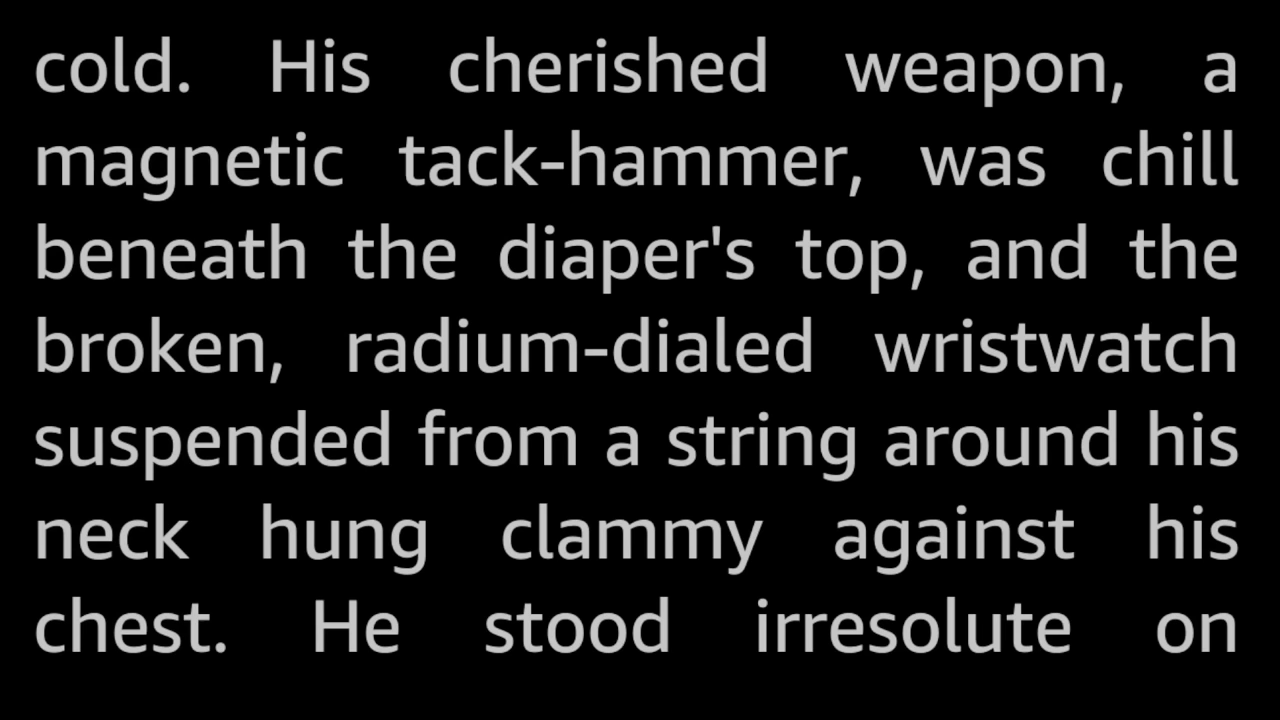 cold. His cherished weapon, a
magnetic tack-hammer, was chill
beneath the diaper's top, and the
broken, radium-dialed wristwatch
suspended from a string around his
neck hung clammy against his
chest. He stood irresolute on